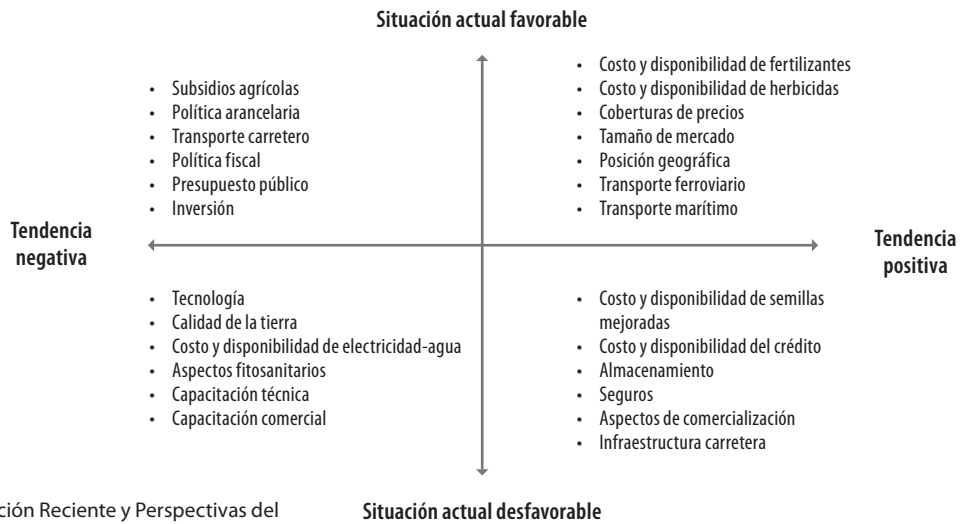 Situación actual favorable
• Subsidios agrícolas
• Política arancelaria
• Transporte carretero
• Política fiscal
• Presupuesto público
• Inversión
• Costo y disponibilidad de fertilizantes
• Costo y disponibilidad de herbicidas
• Coberturas de precios
• Tamaño de mercado
• Posición geográfica
• Transporte ferroviario
• Transporte marítimo
Tendencia
negativa
Tendencia
positiva
• Tecnología
• Calidad de la tierra
• Costo y disponibilidad de electricidad-agua
• Aspectos fitosanitarios
• Capacitación técnica
• Capacitación comercial
• Costo y disponibilidad de semillas
mejoradas
• Costo y disponibilidad del crédito
• Almacenamiento
• Seguros
• Aspectos de comercialización
• Infraestructura carretera
Reciente y Perspectivas del
Situación actual desfavorable